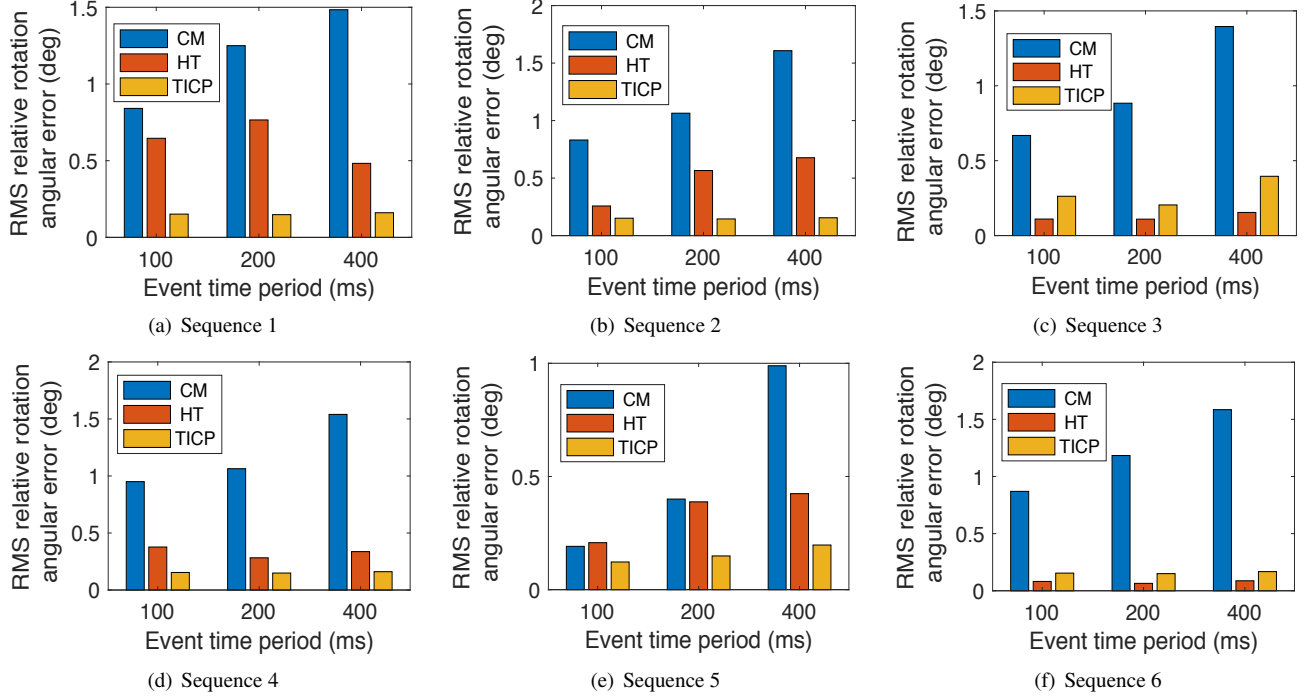 RMS relative rotation
angular error (deg)
1.5
1
0.5
0
CM
HT
TICP
100 200 400
Event time period (ms)
(a) Sequence 1
RMS relative rotation
angular error (deg)
2
1.5
1
0.5
0
CM
HT
TICP
100 200 400
Event time period (ms)
(b) Sequence 2
RMS relative rotation
angular error (deg)
1.5
1
0.5
0
CM
HT
TICP
100 200 400
Event time period (ms)
(c) Sequence 3
RMS relative rotation
angular error (deg)
2
1.5
1
0.5
0
CM
HT
TICP
100 200 400
Event time period (ms)
(d) Sequence 4
RMS relative rotation
angular error (deg)
1
0.5
0
CM
HT
TICP
100 200 400
Event time period (ms)
(e) Sequence 5
RMS relative rotation
angular error (deg)
2
1.5
1
0.5
0
CM
HT
TICP
100 200 400
Event time period (ms)
(f) Sequence 6